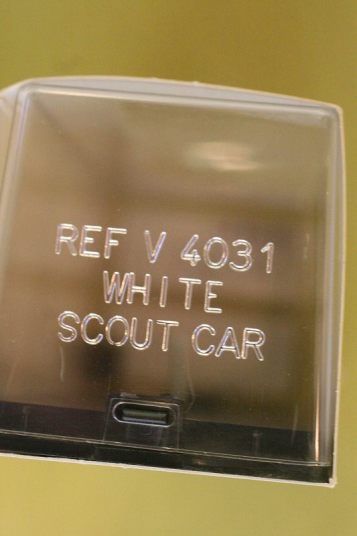 REF V 4031
WHITE
SCOUT CAR